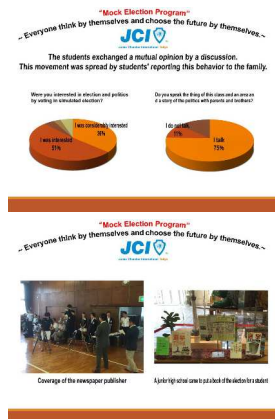 "Mock Election Program"
~ Everyone think by themselves and choose the future by themselves.~
JCI
The students exchanged a mutual opinion by a discussion.
This movement was spread by students' reporting this behavior to the family.
Were you interested in election and politics
by voting in simulated election?
Do you speak the thing of this class and an area as
a story of the politics with parents and brothers?
I was considerably interested
38%
I was interested
51%
I do not talk
I talk
75%
"Mock Election Program"
~ Everyone think by themselves and choose the future by themselves.~
JCI
Coverage of the newspaper publisher
A junior high school came to put a book of the election for a student